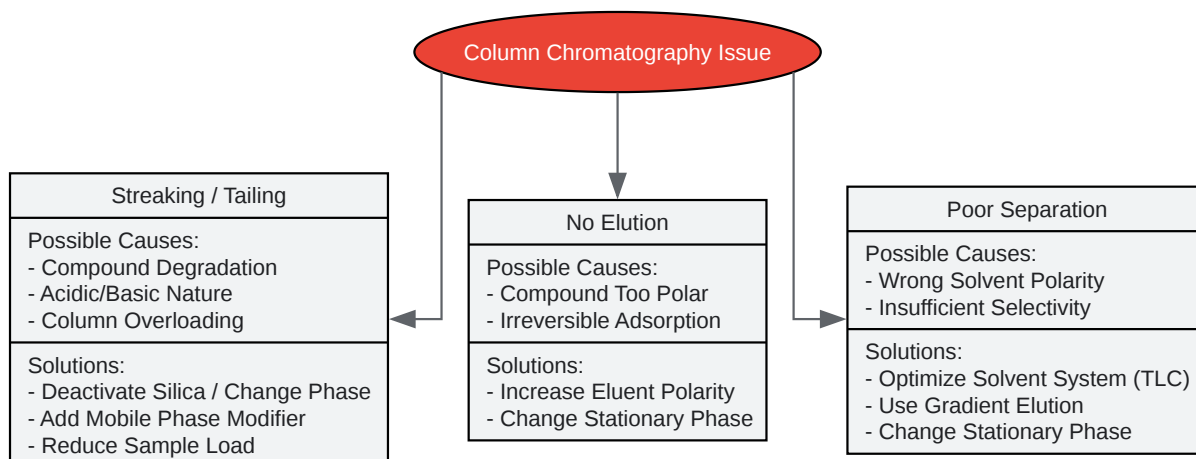 Column Chromatography Issue
Streaking / Tailing
Possible Causes:
- Compound Degradation
- Acidic/Basic Nature
- Column Overloading
Solutions:
- Deactivate Silica / Change Phase
- Add Mobile Phase Modifier
- Reduce Sample Load
No Elution
Possible Causes:
- Compound Too Polar
- Irreversible Adsorption
Solutions:
- Increase Eluent Polarity
- Change Stationary Phase
Poor Separation
Possible Causes:
- Wrong Solvent Polarity
- Insufficient Selectivity
Solutions:
- Optimize Solvent System (TLC)
- Use Gradient Elution
- Change Stationary Phase